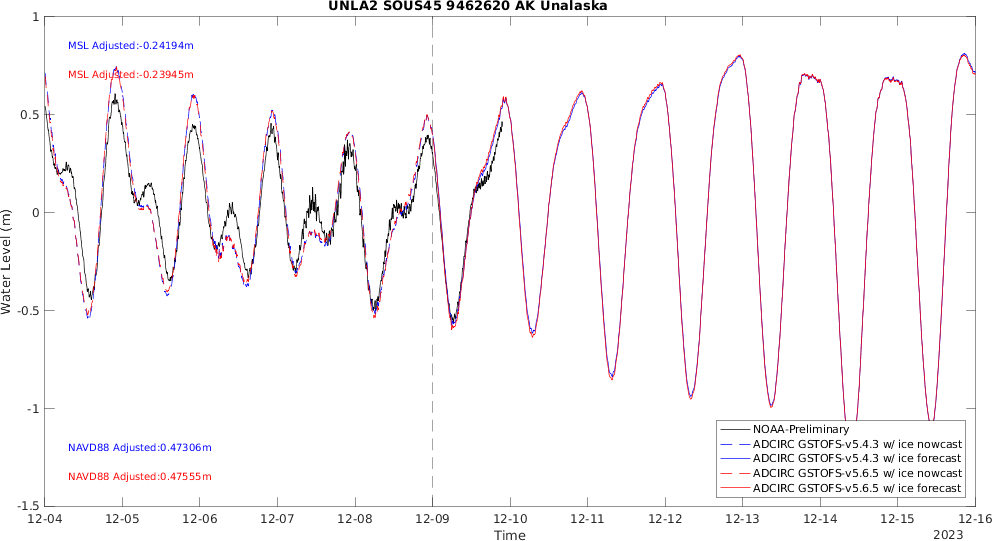 UNLA2 SOUS45 9462620 AK Unalaska
MSL Adjusted:-0.24194m
MSL Adjusted:-0.23945m
NAVD88 Adjusted:0.47306m
NAVD88 Adjusted:0.47555m
Water Level (m)
1
0.5
0
-0.5
-1
-1.5
NOAA-Preliminary
ADCIRC GSTOFS-v5.4.3 w/ ice nowcast
ADCIRC GSTOFS-v5.4.3 w/ ice forecast
ADCIRC GSTOFS-v5.6.5 w/ ice nowcast
ADCIRC GSTOFS-v5.6.5 w/ ice forecast
12-04 12-05 12-06 12-07 12-08 12-09 12-10 12-11 12-12 12-13 12-14 12-15 12-16
Time
2023